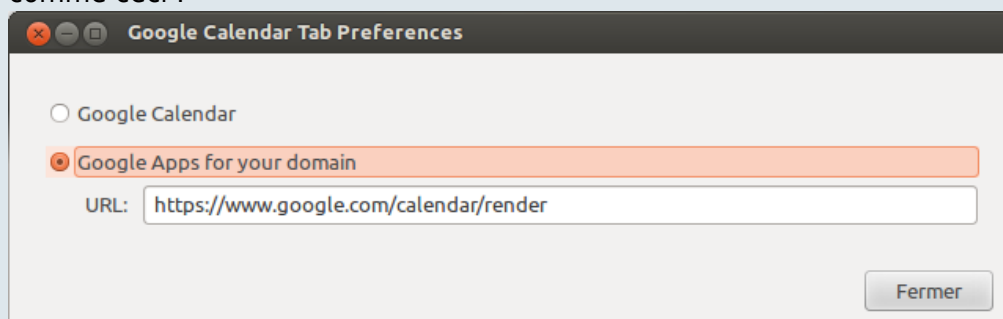 Google Calendar Tab Preferences
Google Calendar
Google Apps for your domain
URL: https://www.google.com/calendar/render
Fermer